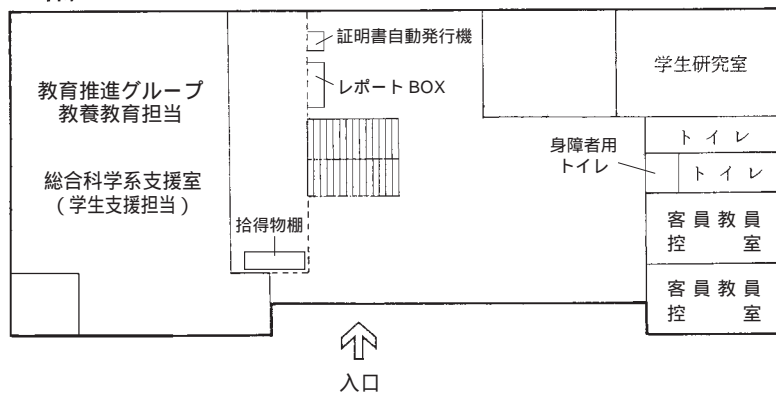 証明書自動発行機
レポート BOX
教育推進グループ
教養教育担当
総合科学系支援室
(学生支援担当)
拾得物棚
学生研究室
トイレ
身障者用
トイレ
トイレ
客員教員
控室
客員教員
控室
入口